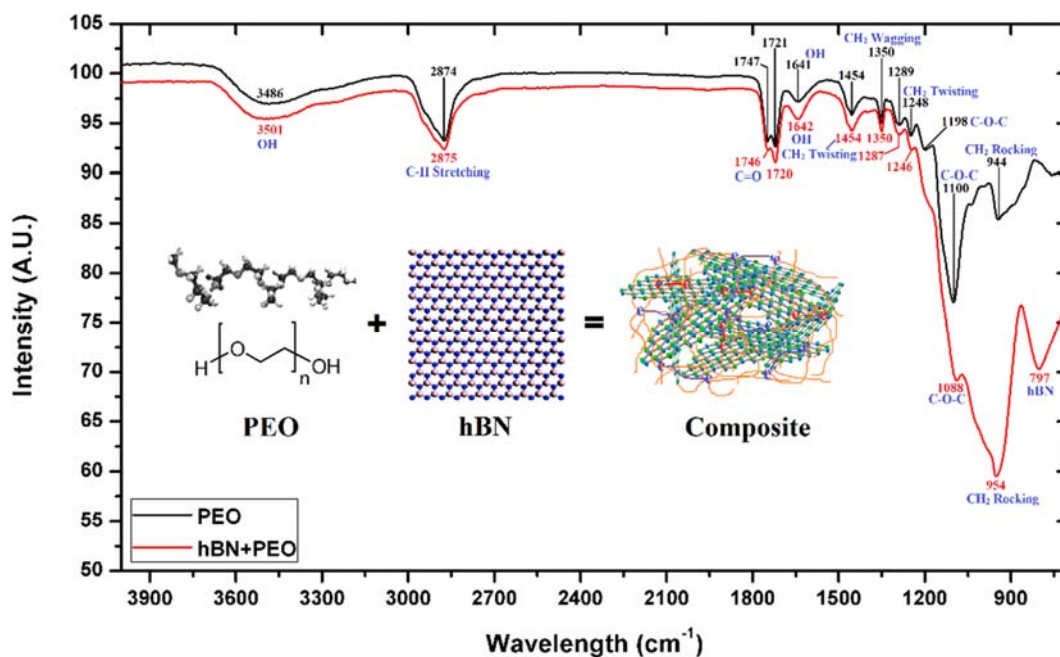 105
100
95
90
85
80
75
70
65
60
55
50
Intensity (A.U.)
3900 3600 3300 3000 2700 2400 2100 1800 1500 1200 900
Wavelength (cm⁻¹)
3486
3501
OH
2874
2875
C-H Stretching
1747
1721
1746
C=O
1720
OH
1641
1642
OH
1454
CH₂ Twisting
1454
CH₂ Wagging
1350
1350
1289
1287
CH₂ Twisting
1248
1246
1198 C-O-C
C-O-C
1100
CH₂ Rocking
944
1088
C-O-C
954
CH₂ Rocking
797
hBN
H
O
OH
n
+
=
PEO
hBN
Composite
PEO
hBN+PEO